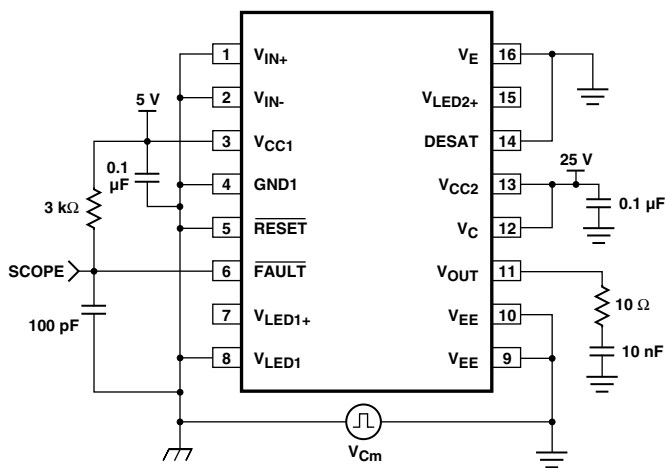 1 V_IN+
2 V_IN-
3 V_CC1
4 GND1
5 RESET
6 FAULT
7 V_LED1+
8 V_LED1
V_E 16
V_LED2+ 15
DESAT 14
V_CC2 13
V_C 12
V_OUT 11
V_EE 10
V_EE 9
5 V
0.1
µF
3 kΩ
SCOPE
100 pF
25 V
0.1 µF
10 Ω
10 nF
V_Cm